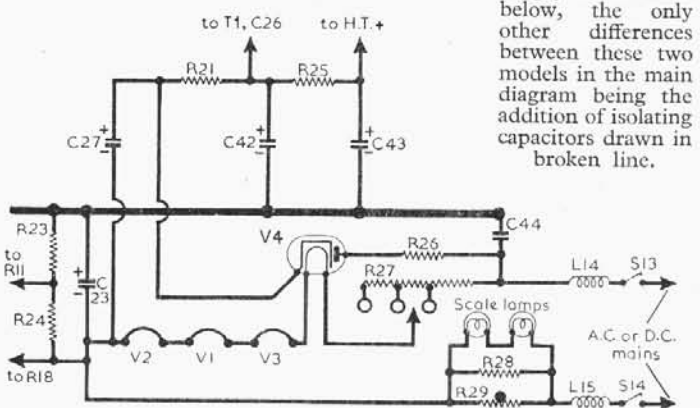 to T1, C26
to H.T.+
below, the only
other differences
between these two
models in the main
diagram being the
addition of isolating
capacitors drawn in
broken line.
R21
R25
C27
+
−
C42
+
−
C43
+
−
R23
V4
C44
to
R11
+
−
C
23
R26
R27
L14
S13
R24
Scale lamps
A.C. or D.C.
mains
V2
V1
V3
R28
to R18
R29
L15
S14